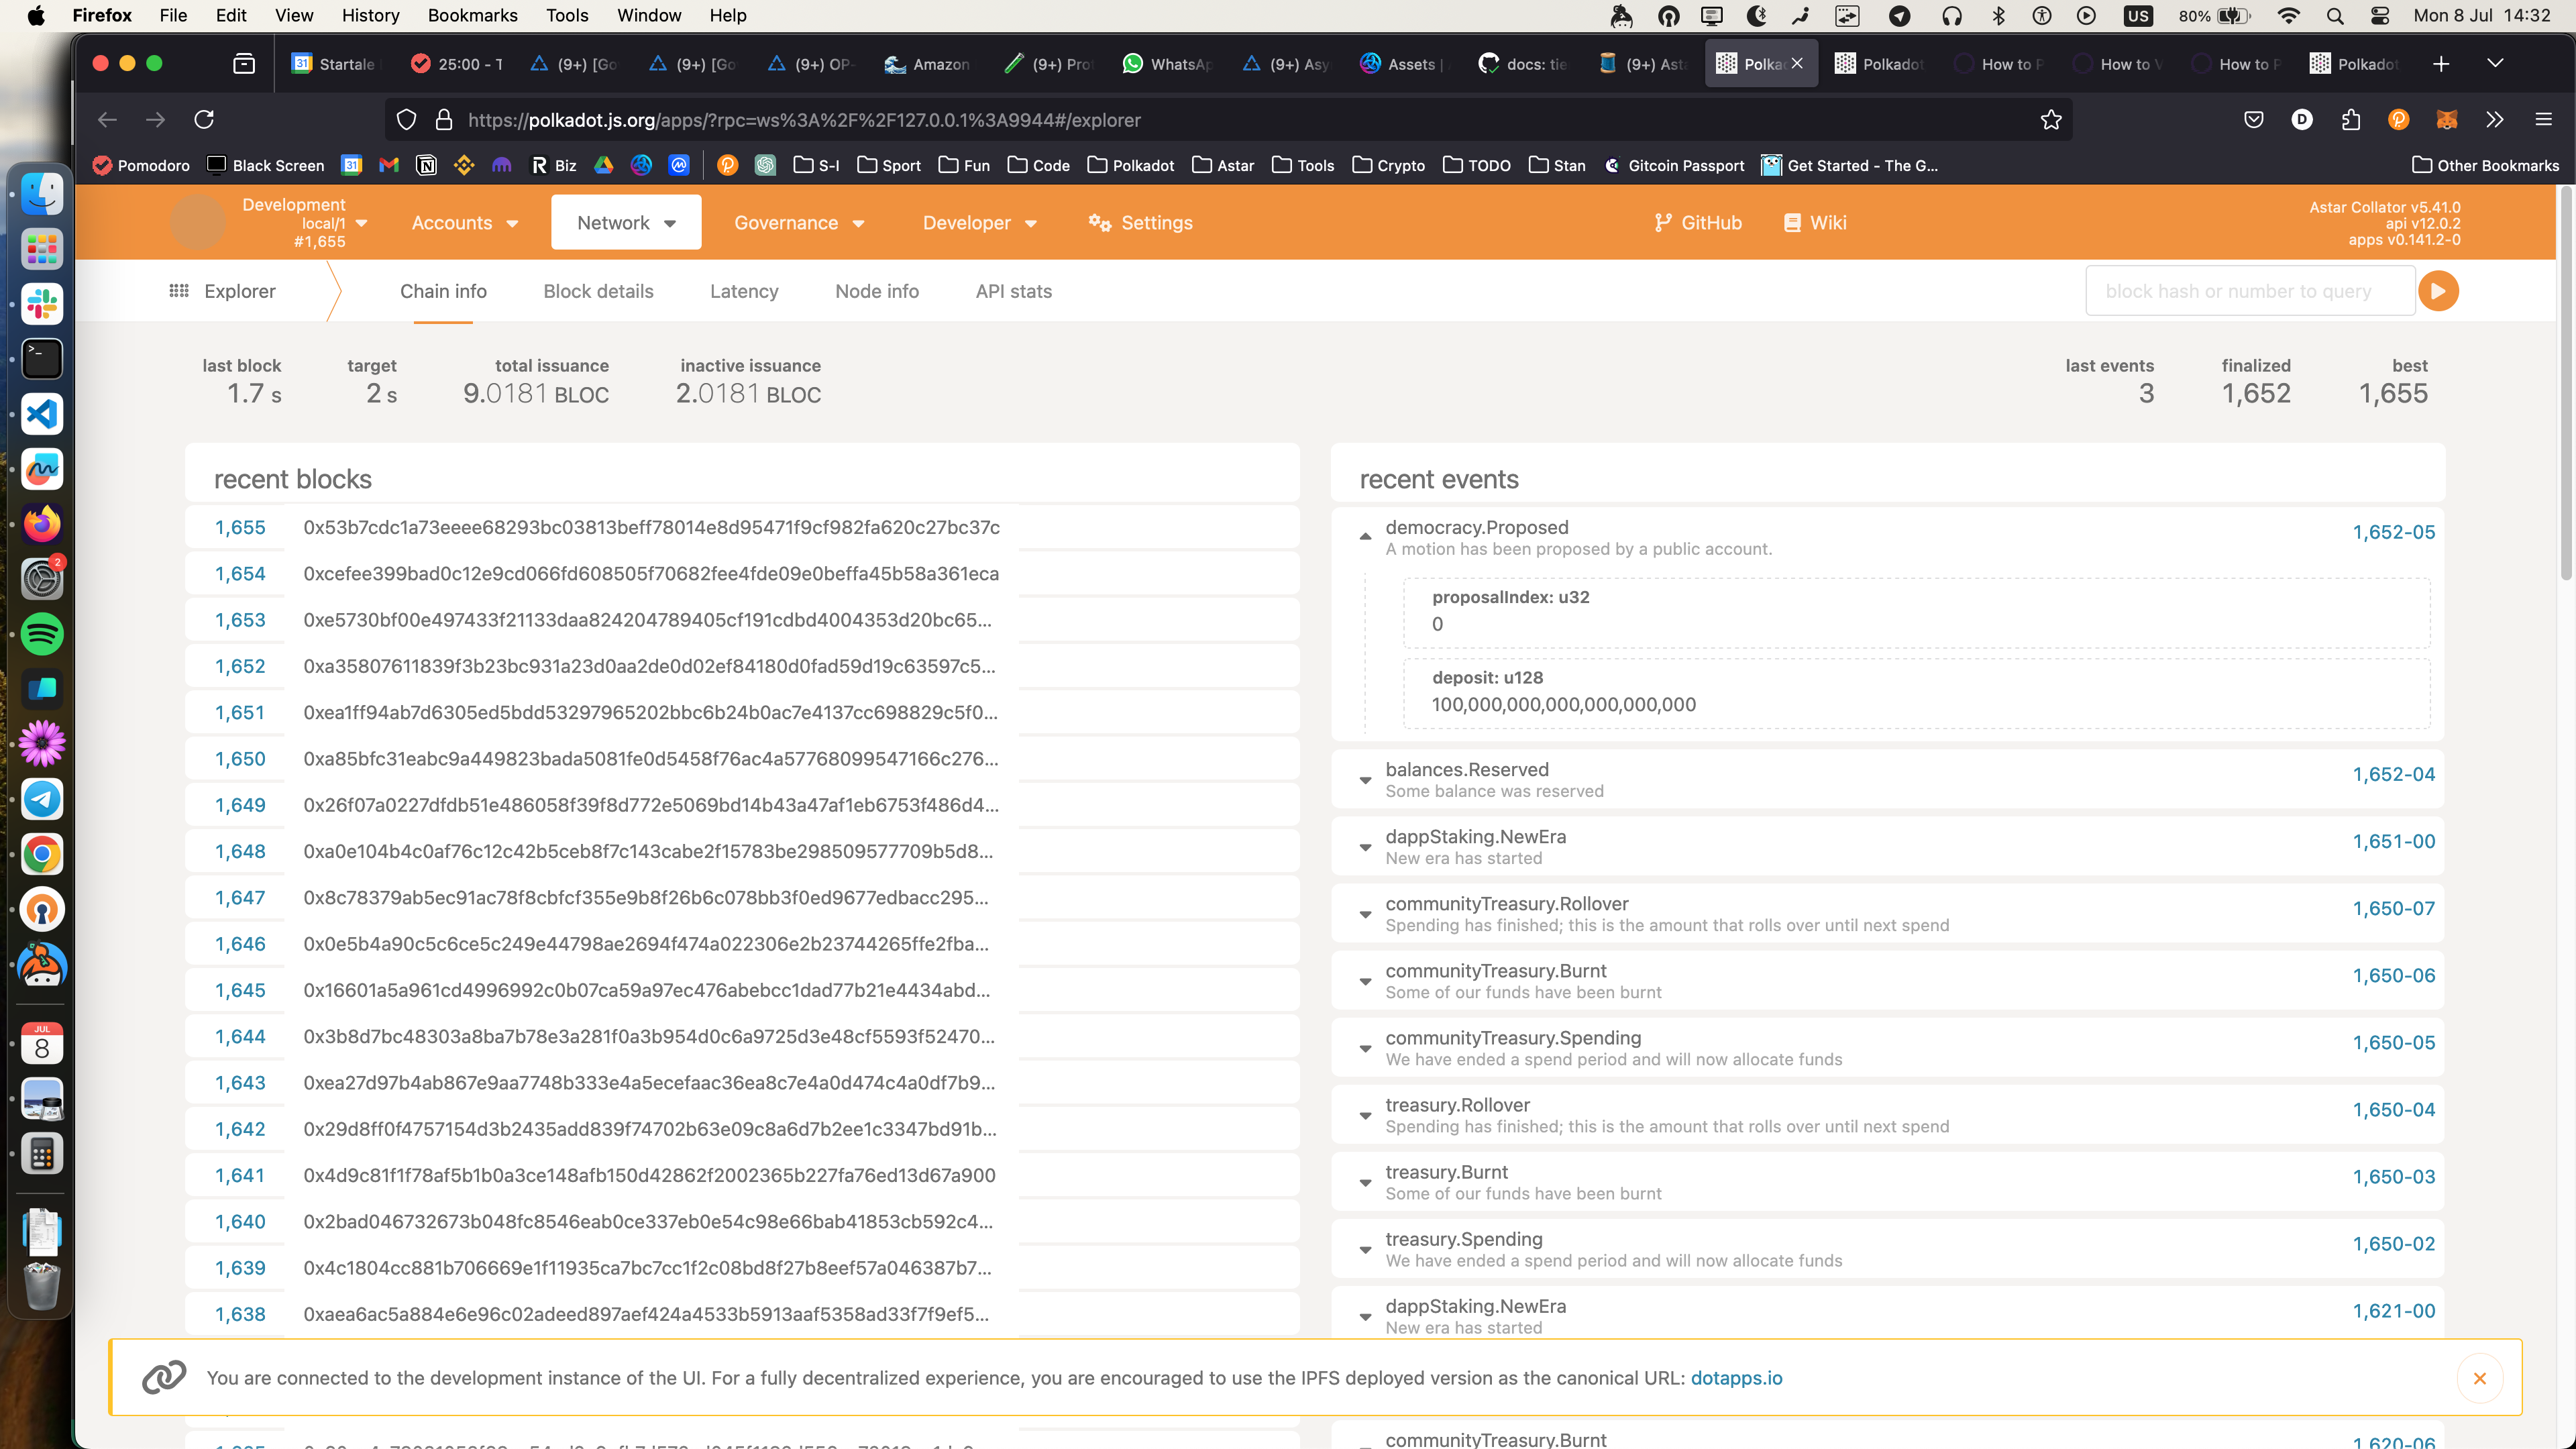 Firefox File Edit View History Bookmarks Tools Window Help
US 80% Mon 8 Jul 14:32
31 Startale 25:00 - T (9+) [Go (9+) [Go (9+) OP- Amazon (9+) Pro WhatsAp (9+) Asy Assets | docs: tie (9+) Asta Polka Polkadot How to P How to V How to P Polkadot
https://polkadot.js.org/apps/?rpc=ws%3A%2F%2F127.0.0.1%3A9944#/explorer
Pomodoro Black Screen 31 Biz S-I Sport Fun Code Polkadot Astar Tools Crypto TODO Stan Gitcoin Passport Get Started - The G... Other Bookmarks
Development
local/1
#1,655
Accounts Network Governance Developer Settings GitHub Wiki
Astar Collator v5.41.0
api v12.0.2
apps v0.141.2-0
Explorer Chain info Block details Latency Node info API stats block hash or number to query
last block target total issuance inactive issuance last events finalized best
1.7 s 2 s 9.0181 BLOC 2.0181 BLOC 3 1,652 1,655
recent blocks
1,655 0x53b7cdc1a73eeee68293bc03813beff78014e8d95471f9cf982fa620c27bc37c
1,654 0xcefee399bad0c12e9cd066fd608505f70682fee4fde09e0beffa45b58a361eca
1,653 0xe5730bf00e497433f21133daa824204789405cf191cdbd4004353d20bc65...
1,652 0xa35807611839f3b23bc931a23d0aa2de0d02ef84180d0fad59d19c63597c5...
1,651 0xea1ff94ab7d6305ed5bdd53297965202bbc6b24b0ac7e4137cc698829c5f0...
1,650 0xa85bfc31eabc9a449823bada5081fe0d5458f76ac4a57768099547166c276...
1,649 0x26f07a0227dfdb51e486058f39f8d772e5069bd14b43a47af1eb6753f486d4...
1,648 0xa0e104b4c0af76c12c42b5ceb8f7c143cabe2f15783be298509577709b5d8...
1,647 0x8c78379ab5ec91ac78f8cbfcf355e9b8f26b6c078bb3f0ed9677edbacc295...
1,646 0x0e5b4a90c5c6ce5c249e44798ae2694f474a022306e2b23744265ffe2fba...
1,645 0x16601a5a961cd4996992c0b07ca59a97ec476abebcc1dad77b21e4434abd...
1,644 0x3b8d7bc48303a8ba7b78e3a281f0a3b954d0c6a9725d3e48cf5593f52470...
1,643 0xea27d97b4ab867e9aa7748b333e4a5ecefaac36ea8c7e4a0d474c4a0df7b9...
1,642 0x29d8ff0f4757154d3b2435add839f74702b63e09c8a6d7b2ee1c3347bd91b...
1,641 0x4d9c81f1f78af5b1b0a3ce148afb150d42862f2002365b227fa76ed13d67a900
1,640 0x2bad046732673b048fc8546eab0ce337eb0e54c98e66bab41853cb592c4...
1,639 0x4c1804cc881b706669e1f11935ca7bc7cc1f2c08bd8f27b8eef57a046387b7...
1,638 0xaea6ac5a884e6e96c02adeed897aef424a4533b5913aaf5358ad33f7f9ef5...
recent events
democracy.Proposed 1,652-05
A motion has been proposed by a public account.
proposalIndex: u32
0
deposit: u128
100,000,000,000,000,000,000
balances.Reserved 1,652-04
Some balance was reserved
dappStaking.NewEra 1,651-00
New era has started
communityTreasury.Rollover 1,650-07
Spending has finished; this is the amount that rolls over until next spend
communityTreasury.Burnt 1,650-06
Some of our funds have been burnt
communityTreasury.Spending 1,650-05
We have ended a spend period and will now allocate funds
treasury.Rollover 1,650-04
Spending has finished; this is the amount that rolls over until next spend
treasury.Burnt 1,650-03
Some of our funds have been burnt
treasury.Spending 1,650-02
We have ended a spend period and will now allocate funds
dappStaking.NewEra 1,621-00
New era has started
You are connected to the development instance of the UI. For a fully decentralized experience, you are encouraged to use the IPFS deployed version as the canonical URL: dotapps.io
communityTreasury.Burnt 1,620-06
2
JUL
8